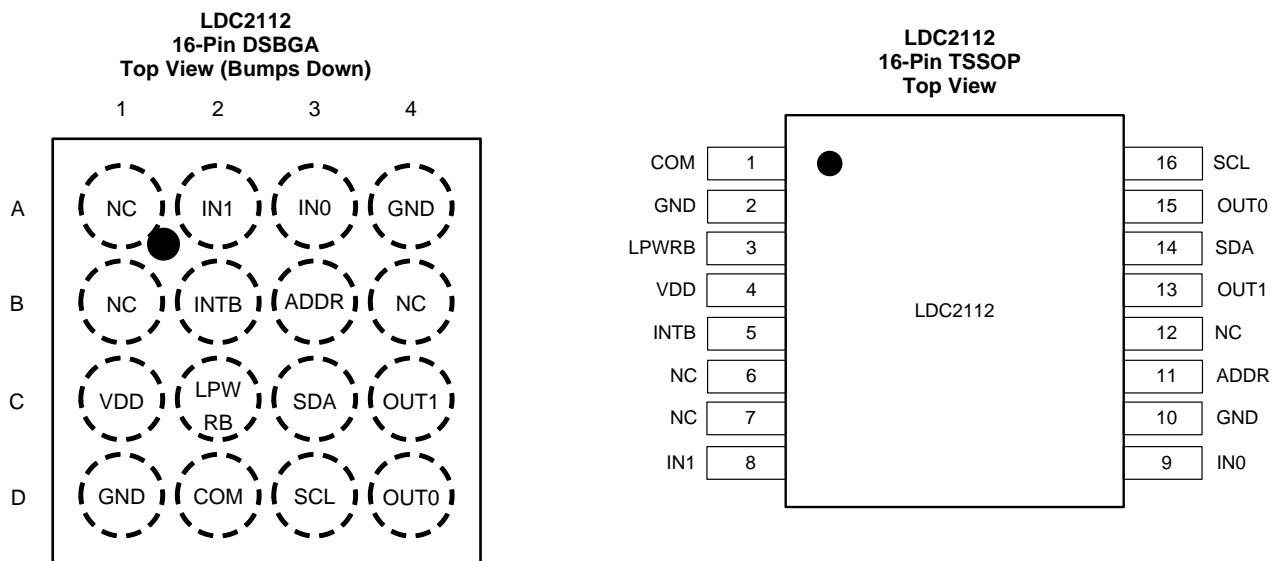 LDC2112
16-Pin DSBGA
Top View (Bumps Down)
1 2 3 4
A NC IN1 IN0 GND
B NC INTB ADDR NC
C VDD LPW RB SDA OUT1
D GND COM SCL OUT0
LDC2112
16-Pin TSSOP
Top View
COM 1 16 SCL
GND 2 15 OUT0
LPWRB 3 14 SDA
VDD 4 13 OUT1
LDC2112
INTB 5 12 NC
NC 6 11 ADDR
NC 7 10 GND
IN1 8 9 IN0